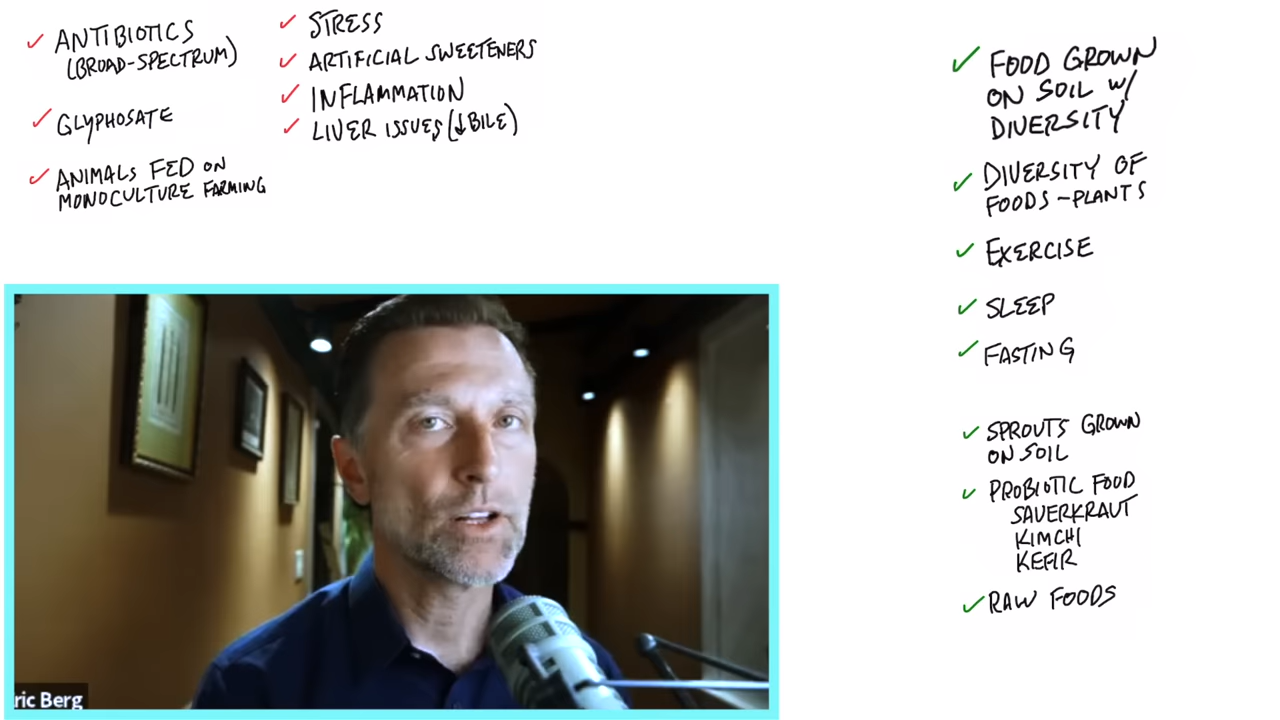 ANTIBIOTICS
(BROAD-SPECTRUM)
GLYPHOSATE
ANIMALS FED ON
MONOCULTURE FARMING
STRESS
ARTIFICIAL SWEETENERS
INFLAMMATION
LIVER ISSUES (↓BILE)
FOOD GROWN
ON SOIL W/
DIVERSITY
DIVERSITY OF
FOODS - PLANTS
EXERCISE
SLEEP
FASTING
SPROUTS GROWN
ON SOIL
PROBIOTIC FOOD
SAUERKRAUT
KIMCHI
KEFIR
RAW FOODS
ric Berg